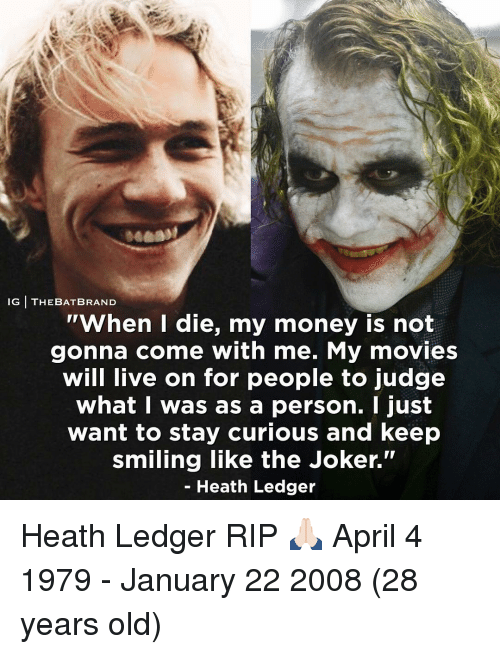 IG | THEBATBRAND
"When I die, my money is not
gonna come with me. My movies
will live on for people to judge
what I was as a person. I just
want to stay curious and keep
smiling like the Joker."
- Heath Ledger
Heath Ledger RIP 🙏🏻 April 4
1979 - January 22 2008 (28
years old)